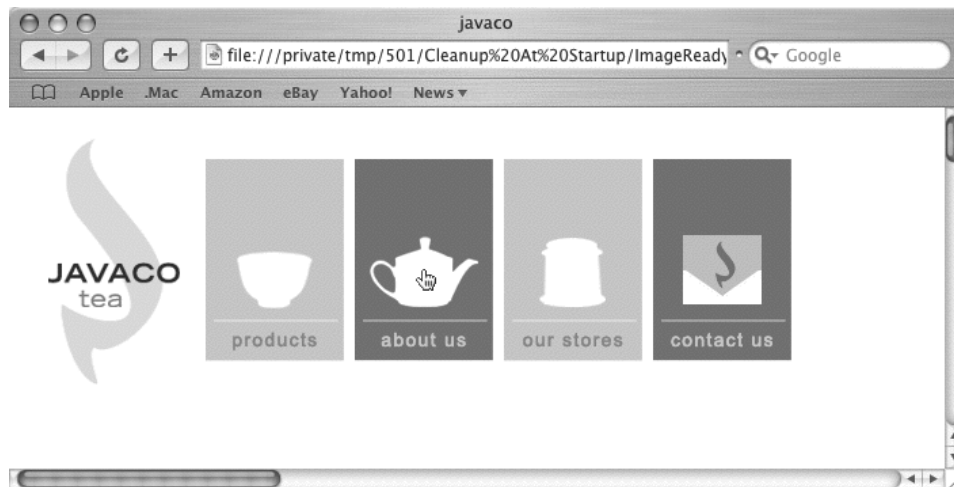 javaco
file:///private/tmp/501/Cleanup%20At%20Startup/ImageReady
Google
Apple .Mac Amazon eBay Yahoo! News
JAVACO
tea
products about us our stores contact us